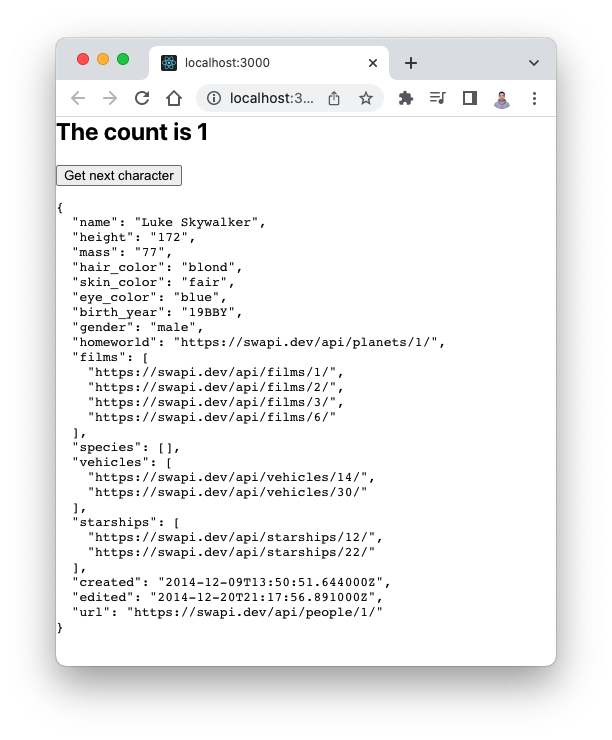 localhost:3000
localhost:3...
The count is 1
Get next character
{
  "name": "Luke Skywalker",
  "height": "172",
  "mass": "77",
  "hair_color": "blond",
  "skin_color": "fair",
  "eye_color": "blue",
  "birth_year": "19BBY",
  "gender": "male",
  "homeworld": "https://swapi.dev/api/planets/1/",
  "films": [
    "https://swapi.dev/api/films/1/",
    "https://swapi.dev/api/films/2/",
    "https://swapi.dev/api/films/3/",
    "https://swapi.dev/api/films/6/"
  ],
  "species": [],
  "vehicles": [
    "https://swapi.dev/api/vehicles/14/",
    "https://swapi.dev/api/vehicles/30/"
  ],
  "starships": [
    "https://swapi.dev/api/starships/12/",
    "https://swapi.dev/api/starships/22/"
  ],
  "created": "2014-12-09T13:50:51.644000Z",
  "edited": "2014-12-20T21:17:56.891000Z",
  "url": "https://swapi.dev/api/people/1/"
}